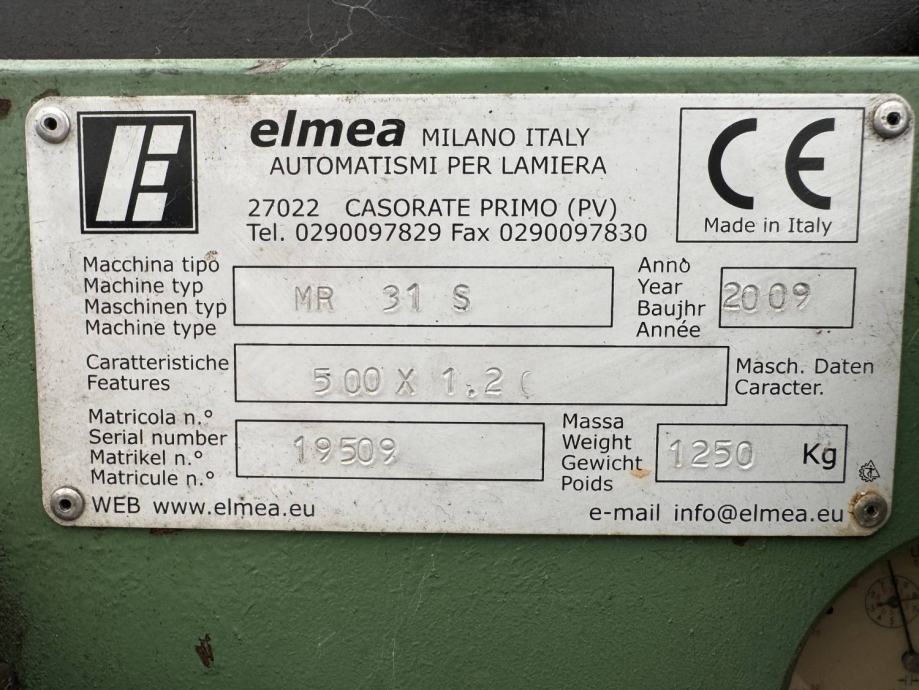 E elmea MILANO ITALY
AUTOMATISMI PER LAMIERA
27022 CASORATE PRIMO (PV)
Tel. 0290097829 Fax 0290097830
CE
Made in Italy
Macchina tipo
Machine typ
Maschinen typ
Machine type
MR 31 S
Anno
Year
Baujhr
Année
2009
Caratteristiche
Features
500 X 1.2 (
Masch. Daten
Caracter.
Matricola n.°
Serial number
Matrikel n.°
Matricule n.°
19509
Massa
Weight
Gewicht
Poids
1250 Kg
WEB www.elmea.eu
e-mail info@elmea.eu